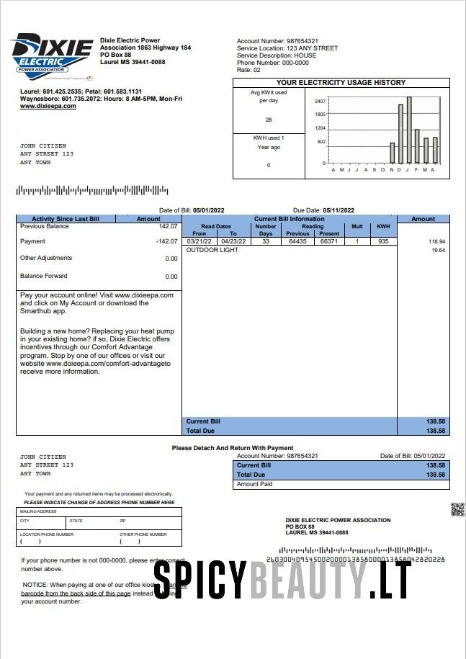 DIXIE
ELECTRIC
POWER ASSOCIATION
Dixie Electric Power
Association 1863 Highway 184
PO Box 88
Laurel MS 39441-0088
Account Number: 987654321
Service Location: 123 ANY STREET
Service Description: HOUSE
Phone Number: 000-0000
Rate: 02
Laurel: 601.425.2535; Petal: 601.583.1131
Waynesboro: 601.735.2072: Hours: 8 AM-5PM, Mon-Fri
www.dixieepa.com
YOUR ELECTRICITY USAGE HISTORY
Avg KWH used
per day
28
KWH used 1
Year ago
0
2407
1805
1204
602
0
A M J J A S O N D J F M A
JOHN CITIZEN
ANY STREET 123
ANY TOWN
Date of Bill: 05/01/2022 Due Date: 05/11/2022
Activity Since Last Bill Amount
Previous Balance 142.07
Payment -142.07
Other Adjustments 0.00
Balance Forward 0.00
Current Bill Information Amount
Read Dates Number Reading Mult KWH
From To Days Previous Present
03/21/22 04/23/22 33 64435 66371 1 935 118.94
OUTDOOR LIGHT 19.64
Pay your account online! Visit www.dixieepa.com
and click on My Account or download the
Smarthub app.
Building a new home? Replacing your heat pump
in your existing home? if so, Dixie Electric offers
incentives through our Comfort Advantage
program. Stop by one of our offices or visit our
website www.doleepa.com/comfort-advantageto
receive more information.
Current Bill 138.58
Total Due 138.58
Please Detach And Return With Payment
JOHN CITIZEN
ANY STREET 123
ANY TOWN
Account Number: 987654321 Date of Bill: 05/01/2022
Current Bill 138.58
Total Due 138.58
Amount Paid
Your payment and any returned items may be processed electronically.
PLEASE INDICATE CHANGE OF ADDRESS PHONE NUMBER HERE
MAILING ADDRESS
CITY STATE ZIP
LOCATION PHONE NUMBER OTHER PHONE NUMBER
( ) ( )
DIXIE ELECTRIC POWER ASSOCIATION
PO BOX 88
LAUREL MS 39441-0088
If your phone number is not 000-0000, please enter correct
number above.
NOTICE: When paying at one of our office
barcode from the back side of this page instead
your account number.
SPICYBEAUTY.LT